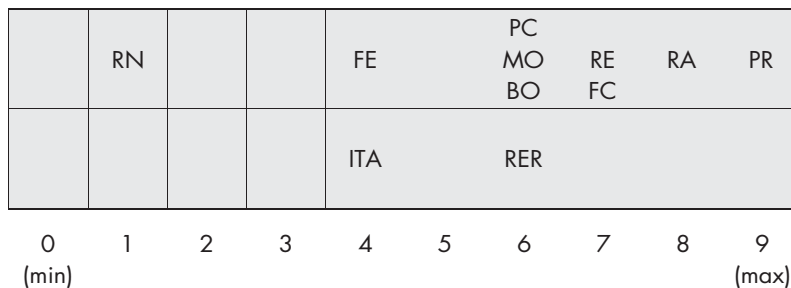 PC
RN FE MO RE RA PR
BO FC
ITA RER
0 1 2 3 4 5 6 7 8 9
(min) (max)